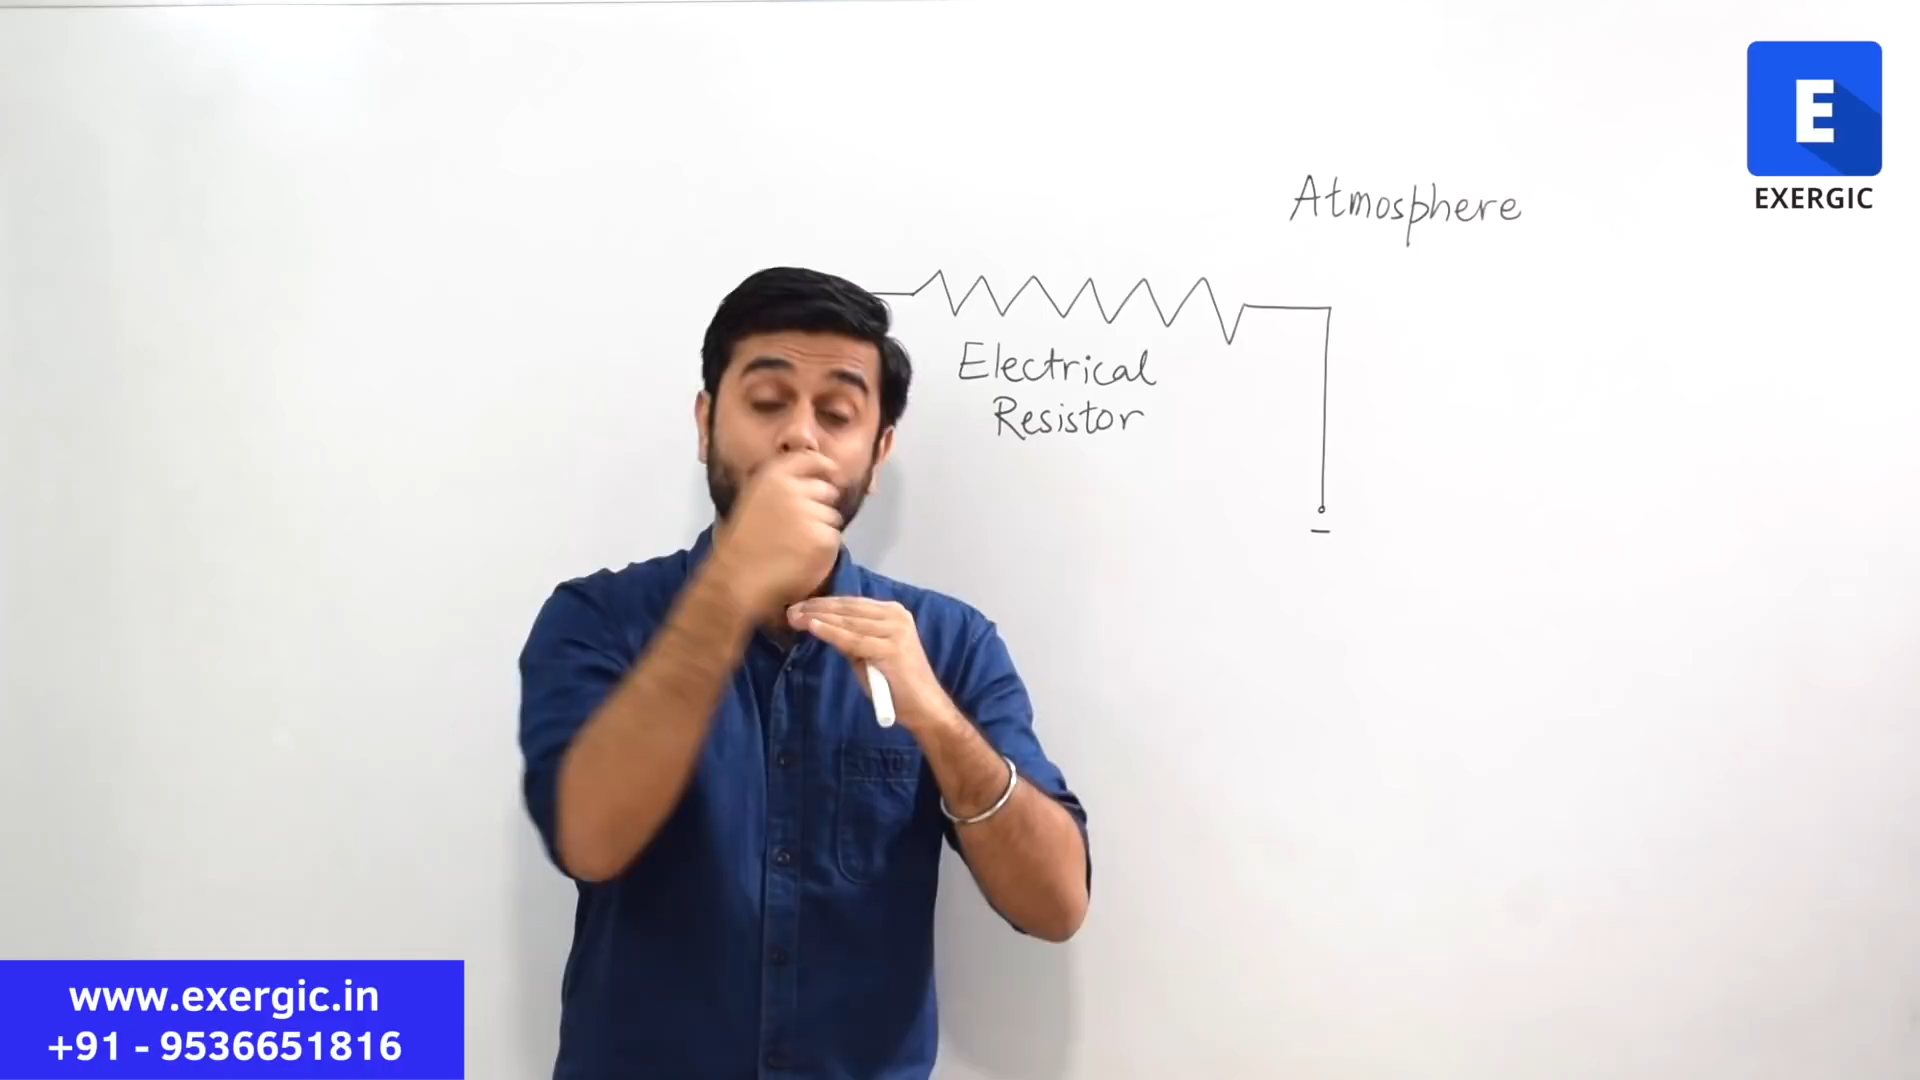 E
EXERGIC
Atmosphere
Electrical
Resistor
–
www.exergic.in
+91 - 9536651816